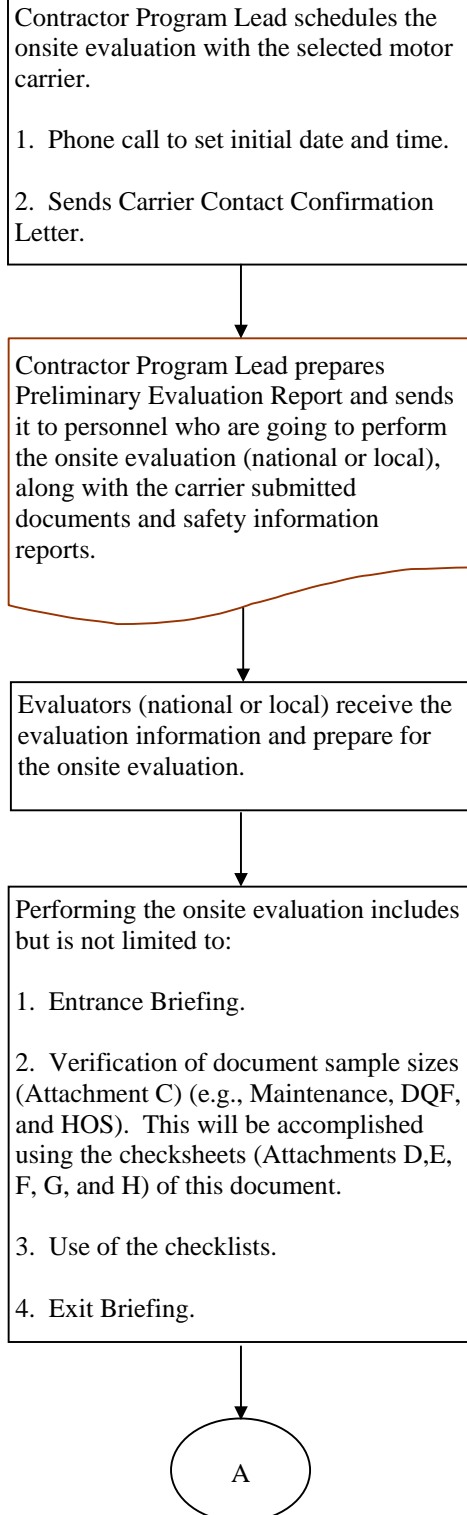 Contractor Program Lead schedules the
onsite evaluation with the selected motor
carrier.
1.  Phone call to set initial date and time.
2.  Sends Carrier Contact Confirmation
Letter.
Contractor Program Lead prepares
Preliminary Evaluation Report and sends
it to personnel who are going to perform
the onsite evaluation (national or local),
along with the carrier submitted
documents and safety information
reports.
Evaluators (national or local) receive the
evaluation information and prepare for
the onsite evaluation.
Performing the onsite evaluation includes
but is not limited to:
1.  Entrance Briefing.
2.  Verification of document sample sizes
(Attachment C) (e.g., Maintenance, DQF,
and HOS).  This will be accomplished
using the checksheets (Attachments D,E,
F, G, and H) of this document.
3.  Use of the checklists.
4.  Exit Briefing.
A